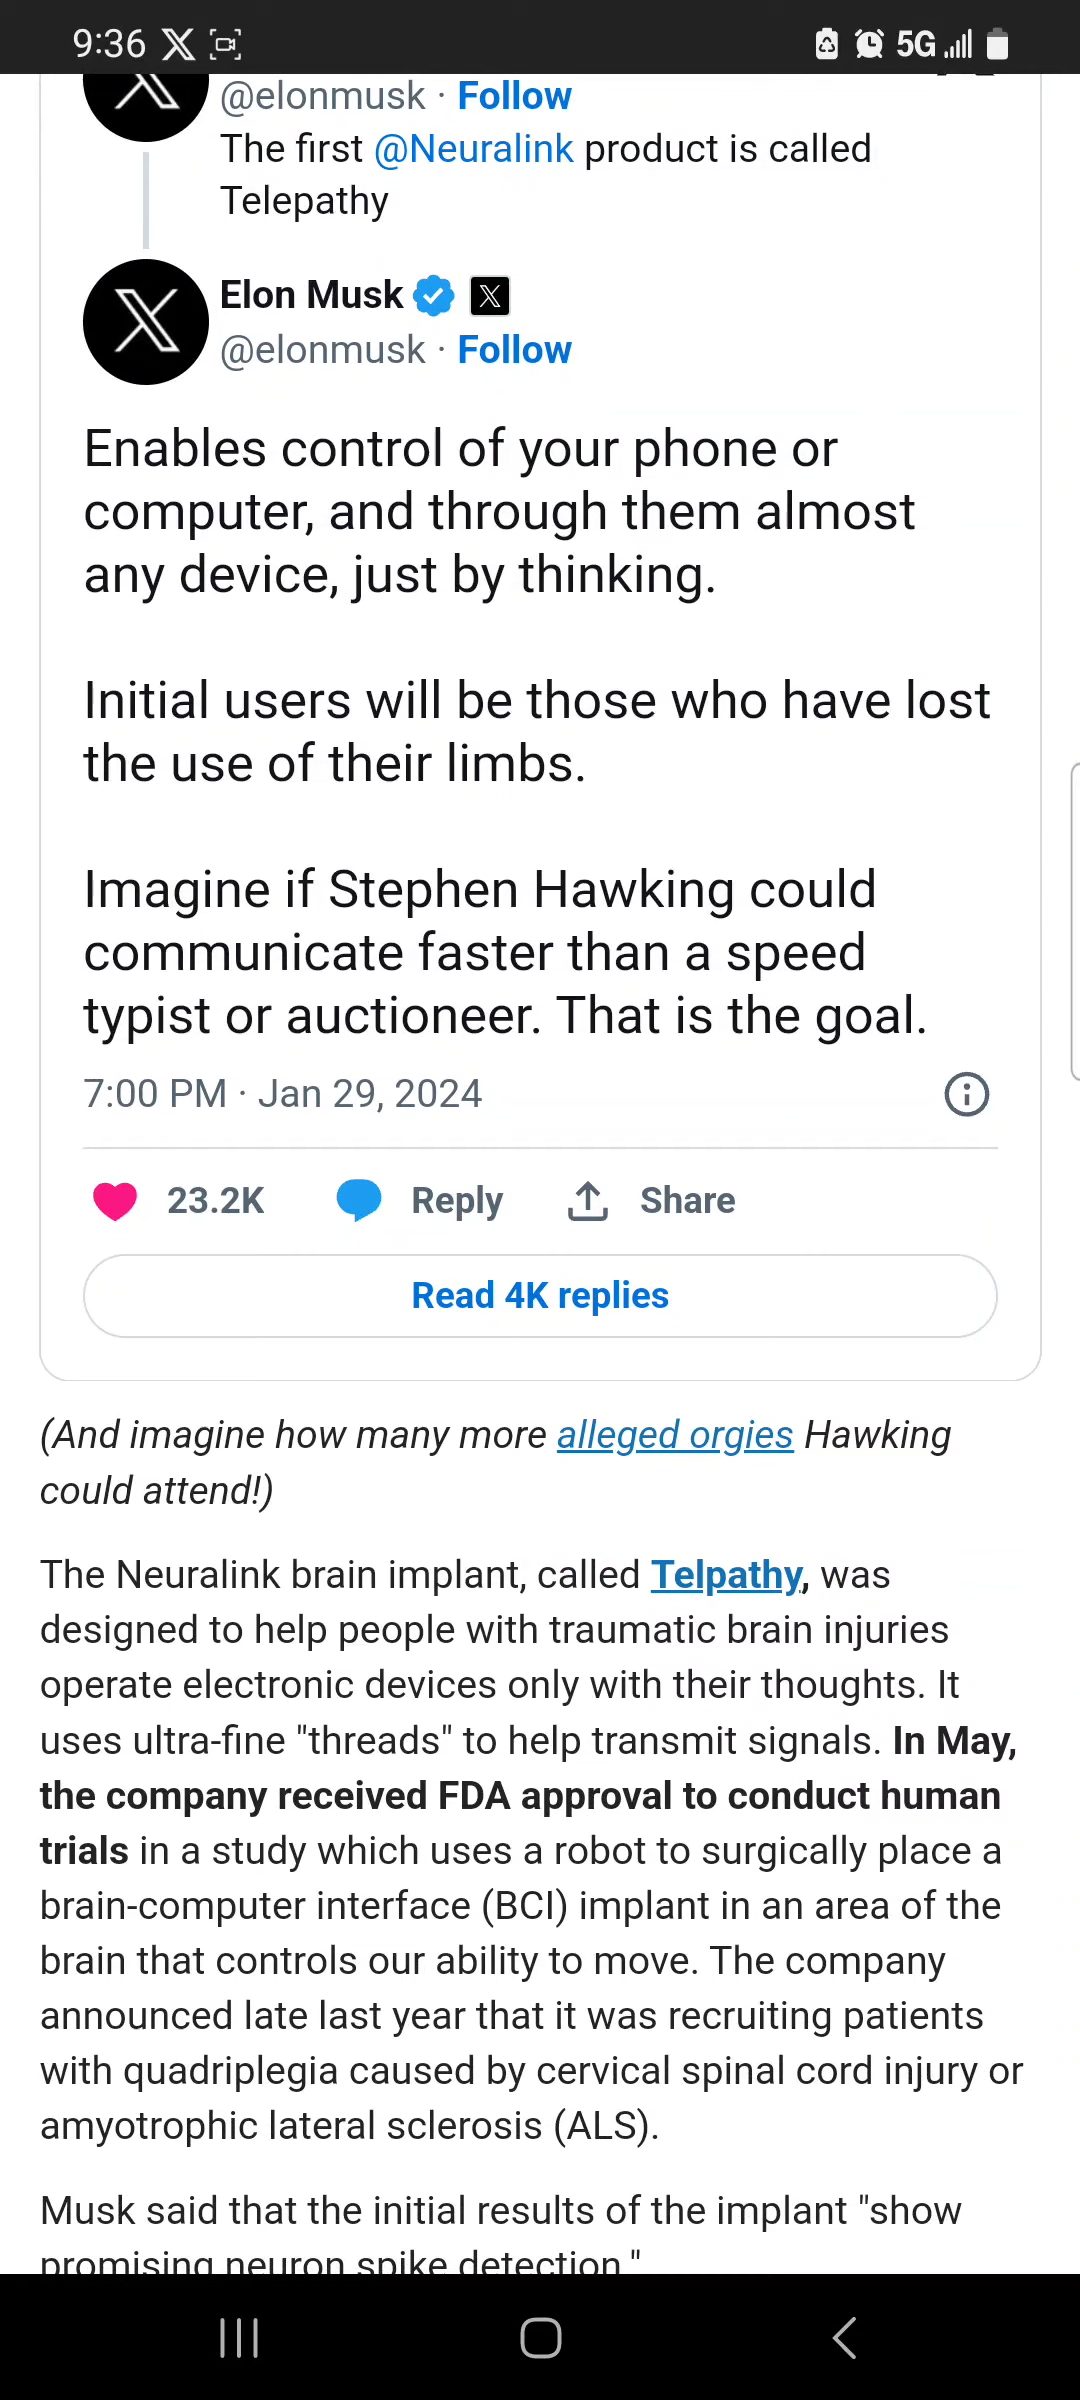 9:36
5G
@elonmusk · Follow
The first @Neuralink product is called
Telepathy
Elon Musk
@elonmusk · Follow
Enables control of your phone or
computer, and through them almost
any device, just by thinking.
Initial users will be those who have lost
the use of their limbs.
Imagine if Stephen Hawking could
communicate faster than a speed
typist or auctioneer. That is the goal.
7:00 PM · Jan 29, 2024
23.2K Reply Share
Read 4K replies
(And imagine how many more alleged orgies Hawking
could attend!)
The Neuralink brain implant, called Telpathy, was
designed to help people with traumatic brain injuries
operate electronic devices only with their thoughts. It
uses ultra-fine "threads" to help transmit signals. In May,
the company received FDA approval to conduct human
trials in a study which uses a robot to surgically place a
brain-computer interface (BCI) implant in an area of the
brain that controls our ability to move. The company
announced late last year that it was recruiting patients
with quadriplegia caused by cervical spinal cord injury or
amyotrophic lateral sclerosis (ALS).
Musk said that the initial results of the implant "show
promising neuron spike detection."